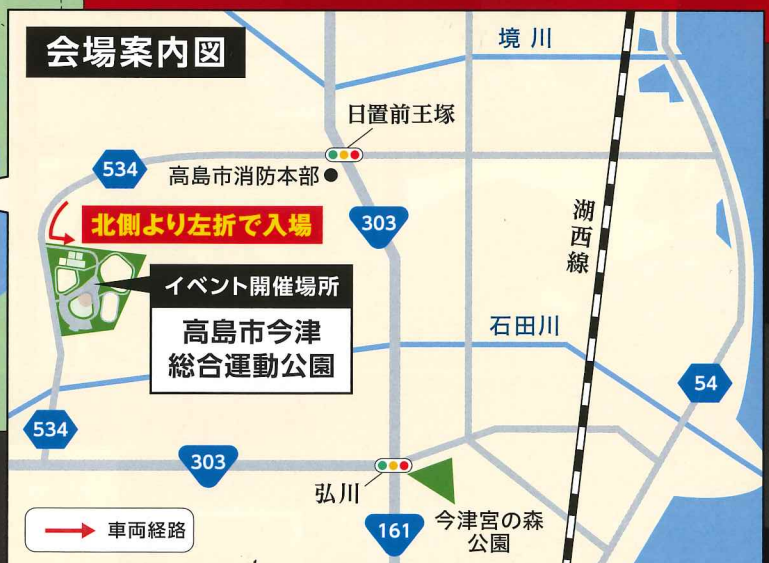 会場案内図
境川
日置前王塚
534
高島市消防本部
303
北側より左折で入場
湖西線
イベント開催場所
高島市今津
総合運動公園
石田川
54
534
303
弘川
161
今津宮の森
公園
車両経路